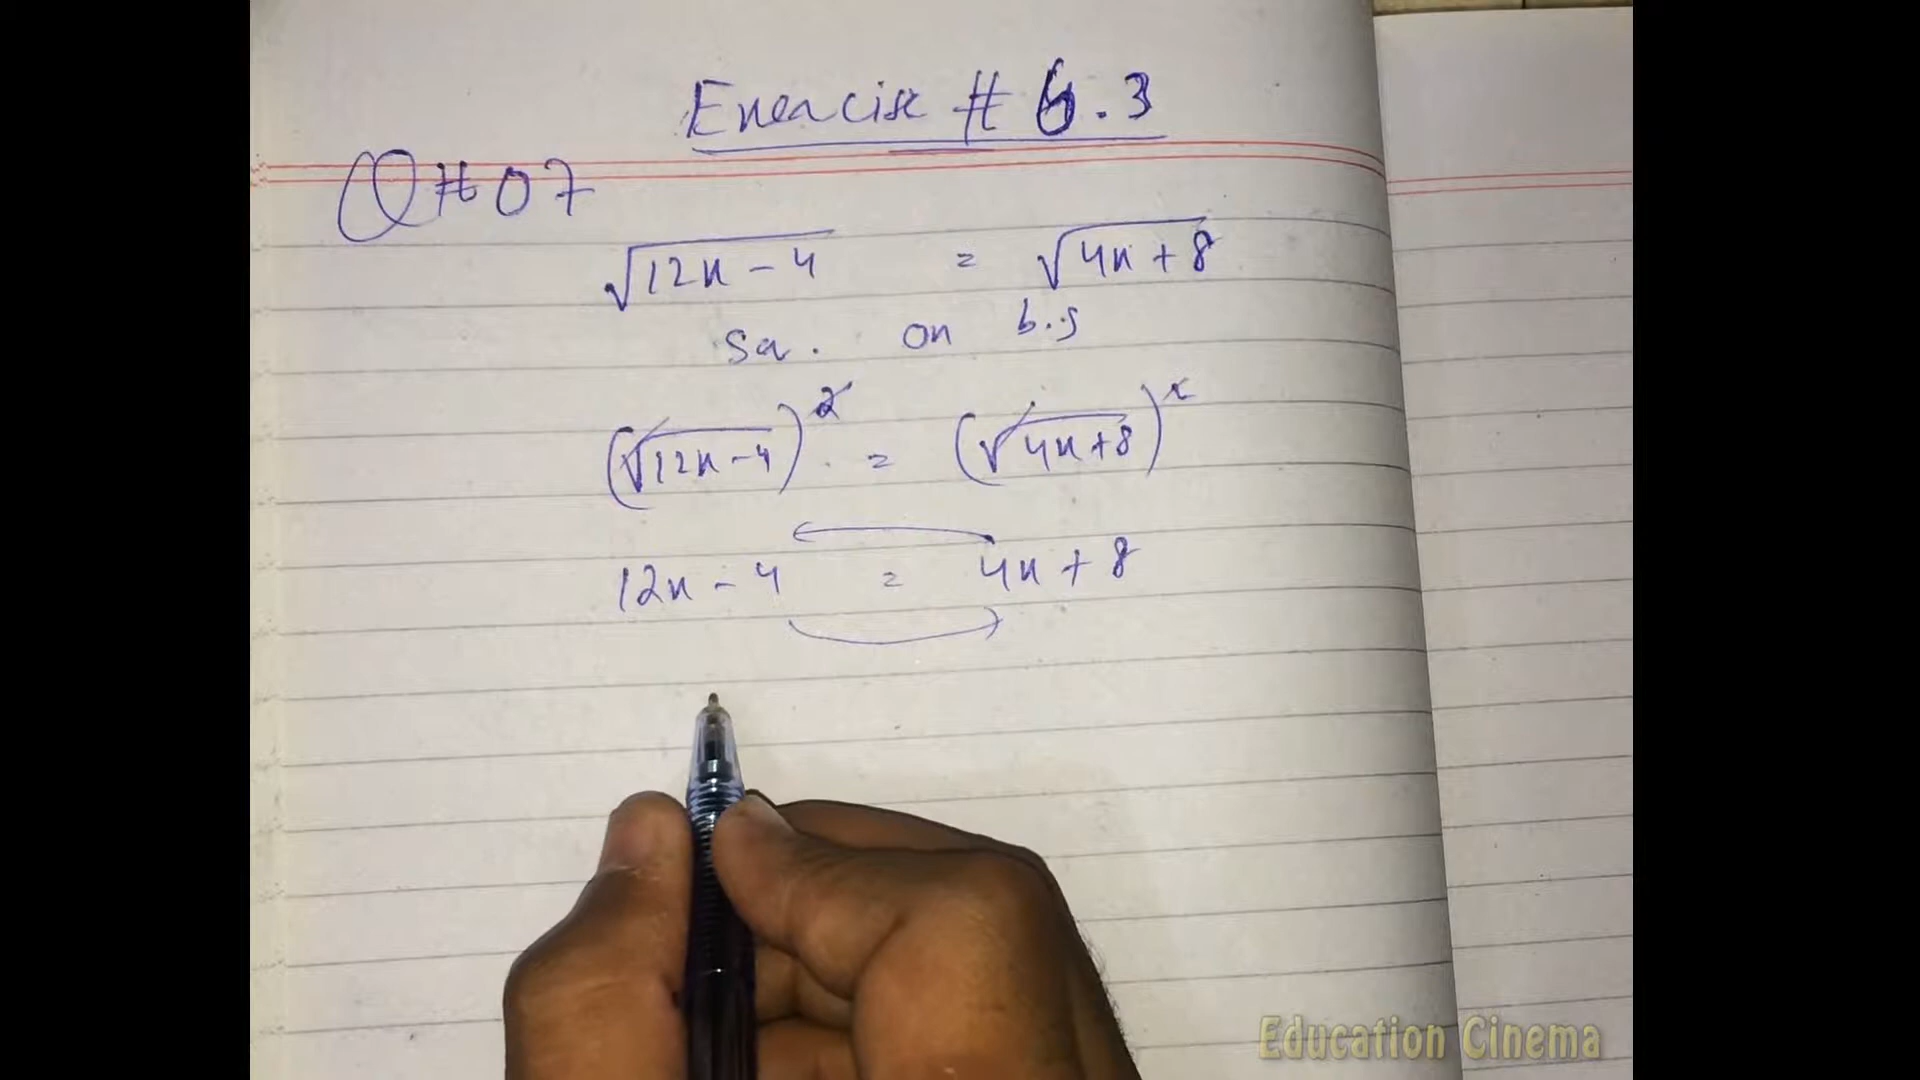 Exercise # 6.3
Q # 07
√12x - 4 = √4x + 8
Sq. on b.s
(√12x - 4)² = (√4x + 8)²
12x - 4 = 4x + 8
Education Cinema